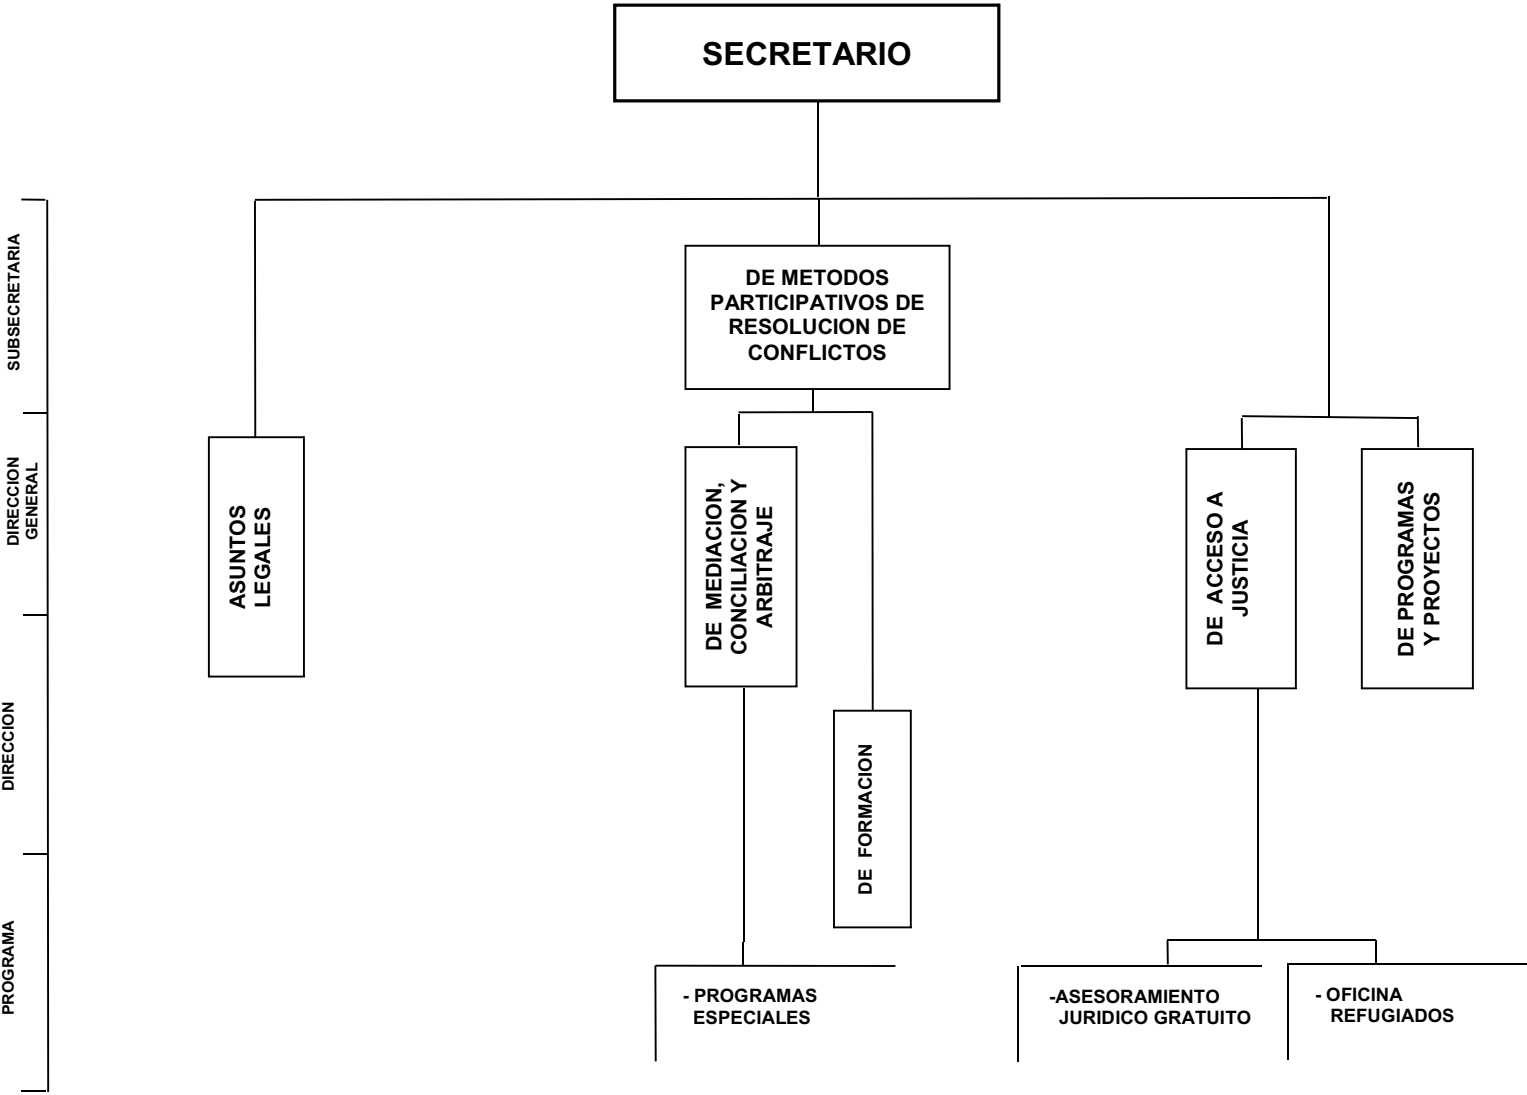 SECRETARIO
SUBSECRETARIA
DE METODOS
PARTICIPATIVOS DE
RESOLUCION DE
CONFLICTOS
DIRECCION
GENERAL
ASUNTOS
LEGALES
DE MEDIACION,
CONCILIACION Y
ARBITRAJE
DE ACCESO A
JUSTICIA
DE PROGRAMAS
Y PROYECTOS
DIRECCION
DE FORMACION
PROGRAMA
- PROGRAMAS
ESPECIALES
-ASESORAMIENTO
JURIDICO GRATUITO
- OFICINA
REFUGIADOS